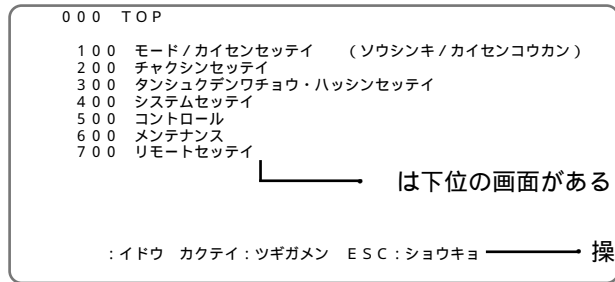 000 TOP
100 モード/カイセンセッテイ (ソウシンキ/カイセンコウカン)
200 チャクシンセッテイ
300 タンシュクデンワチョウ・ハッシンセッテイ
400 システムセッテイ
500 コントロール
600 メンテナンス
700 リモートセッテイ
は下位の画面がある
:イドウ カクテイ:ツギガメン ESC:ショウキョ
操